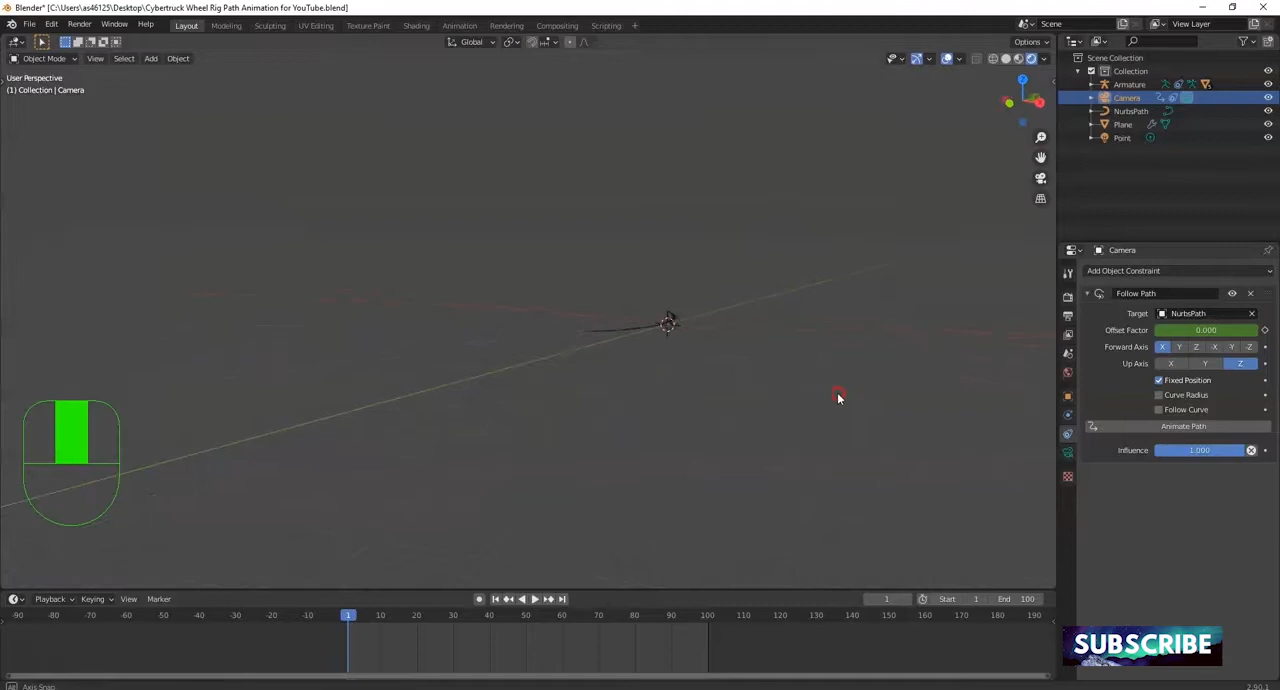 Blender* [C:\Users\as46125\Desktop\Cybertruck Wheel Rig Path Animation for YouTube.blend]
File Edit Render Window Help Layout Modeling Sculpting UV Editing Texture Paint Shading Animation Rendering Compositing Scripting + Scene View Layer
Global Options
Object Mode View Select Add Object
User Perspective
(1) Collection | Camera
Z
Scene Collection
Collection
Armature
Camera
NurbsPath
Plane
Point
Camera
Add Object Constraint
Follow Path
Target NurbsPath
Offset Factor 0.000
Forward Axis X Y Z -X -Y -Z
Up Axis X Y Z
Fixed Position
Curve Radius
Follow Curve
Animate Path
Influence 1.000
Playback Keying View Marker 1 Start 1 End 100
-90 -80 -70 -60 -50 -40 -30 -20 -10 1 10 20 30 40 50 60 70 80 90 100 110 120 130 140 150 160 170 180 190
SUBSCRIBE
Axis Snap 2.90.1